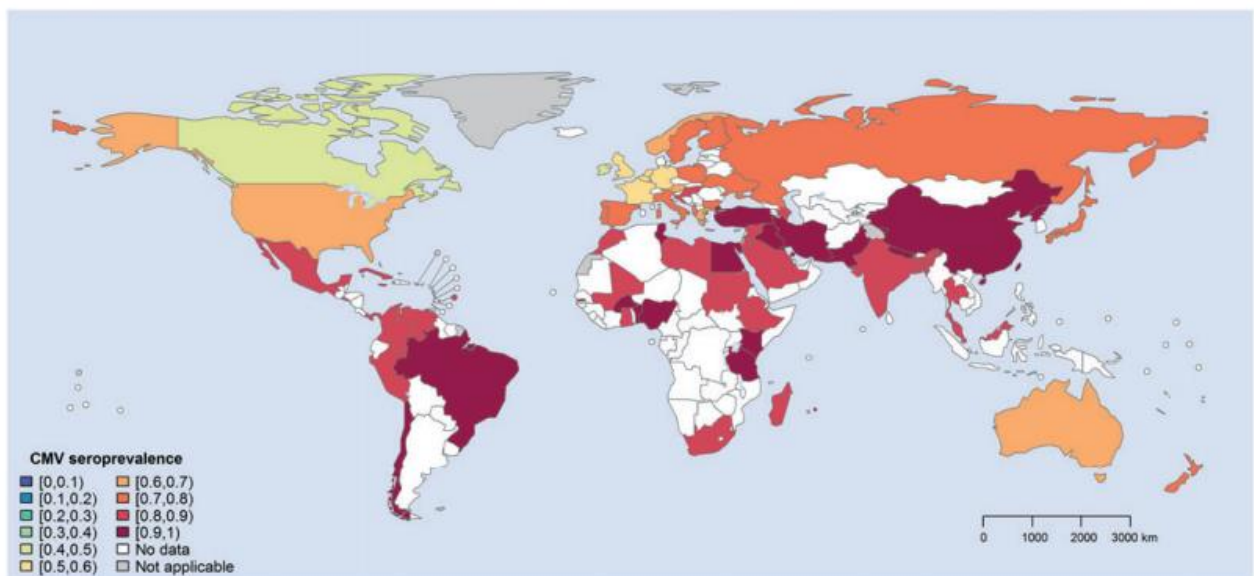 CMV seroprevalence
[0,0.1)
[0.1,0.2)
[0.2,0.3)
[0.3,0.4)
[0.4,0.5)
[0.5,0.6)
[0.6,0.7)
[0.7,0.8)
[0.8,0.9)
[0.9,1)
No data
Not applicable
0 1000 2000 3000 km